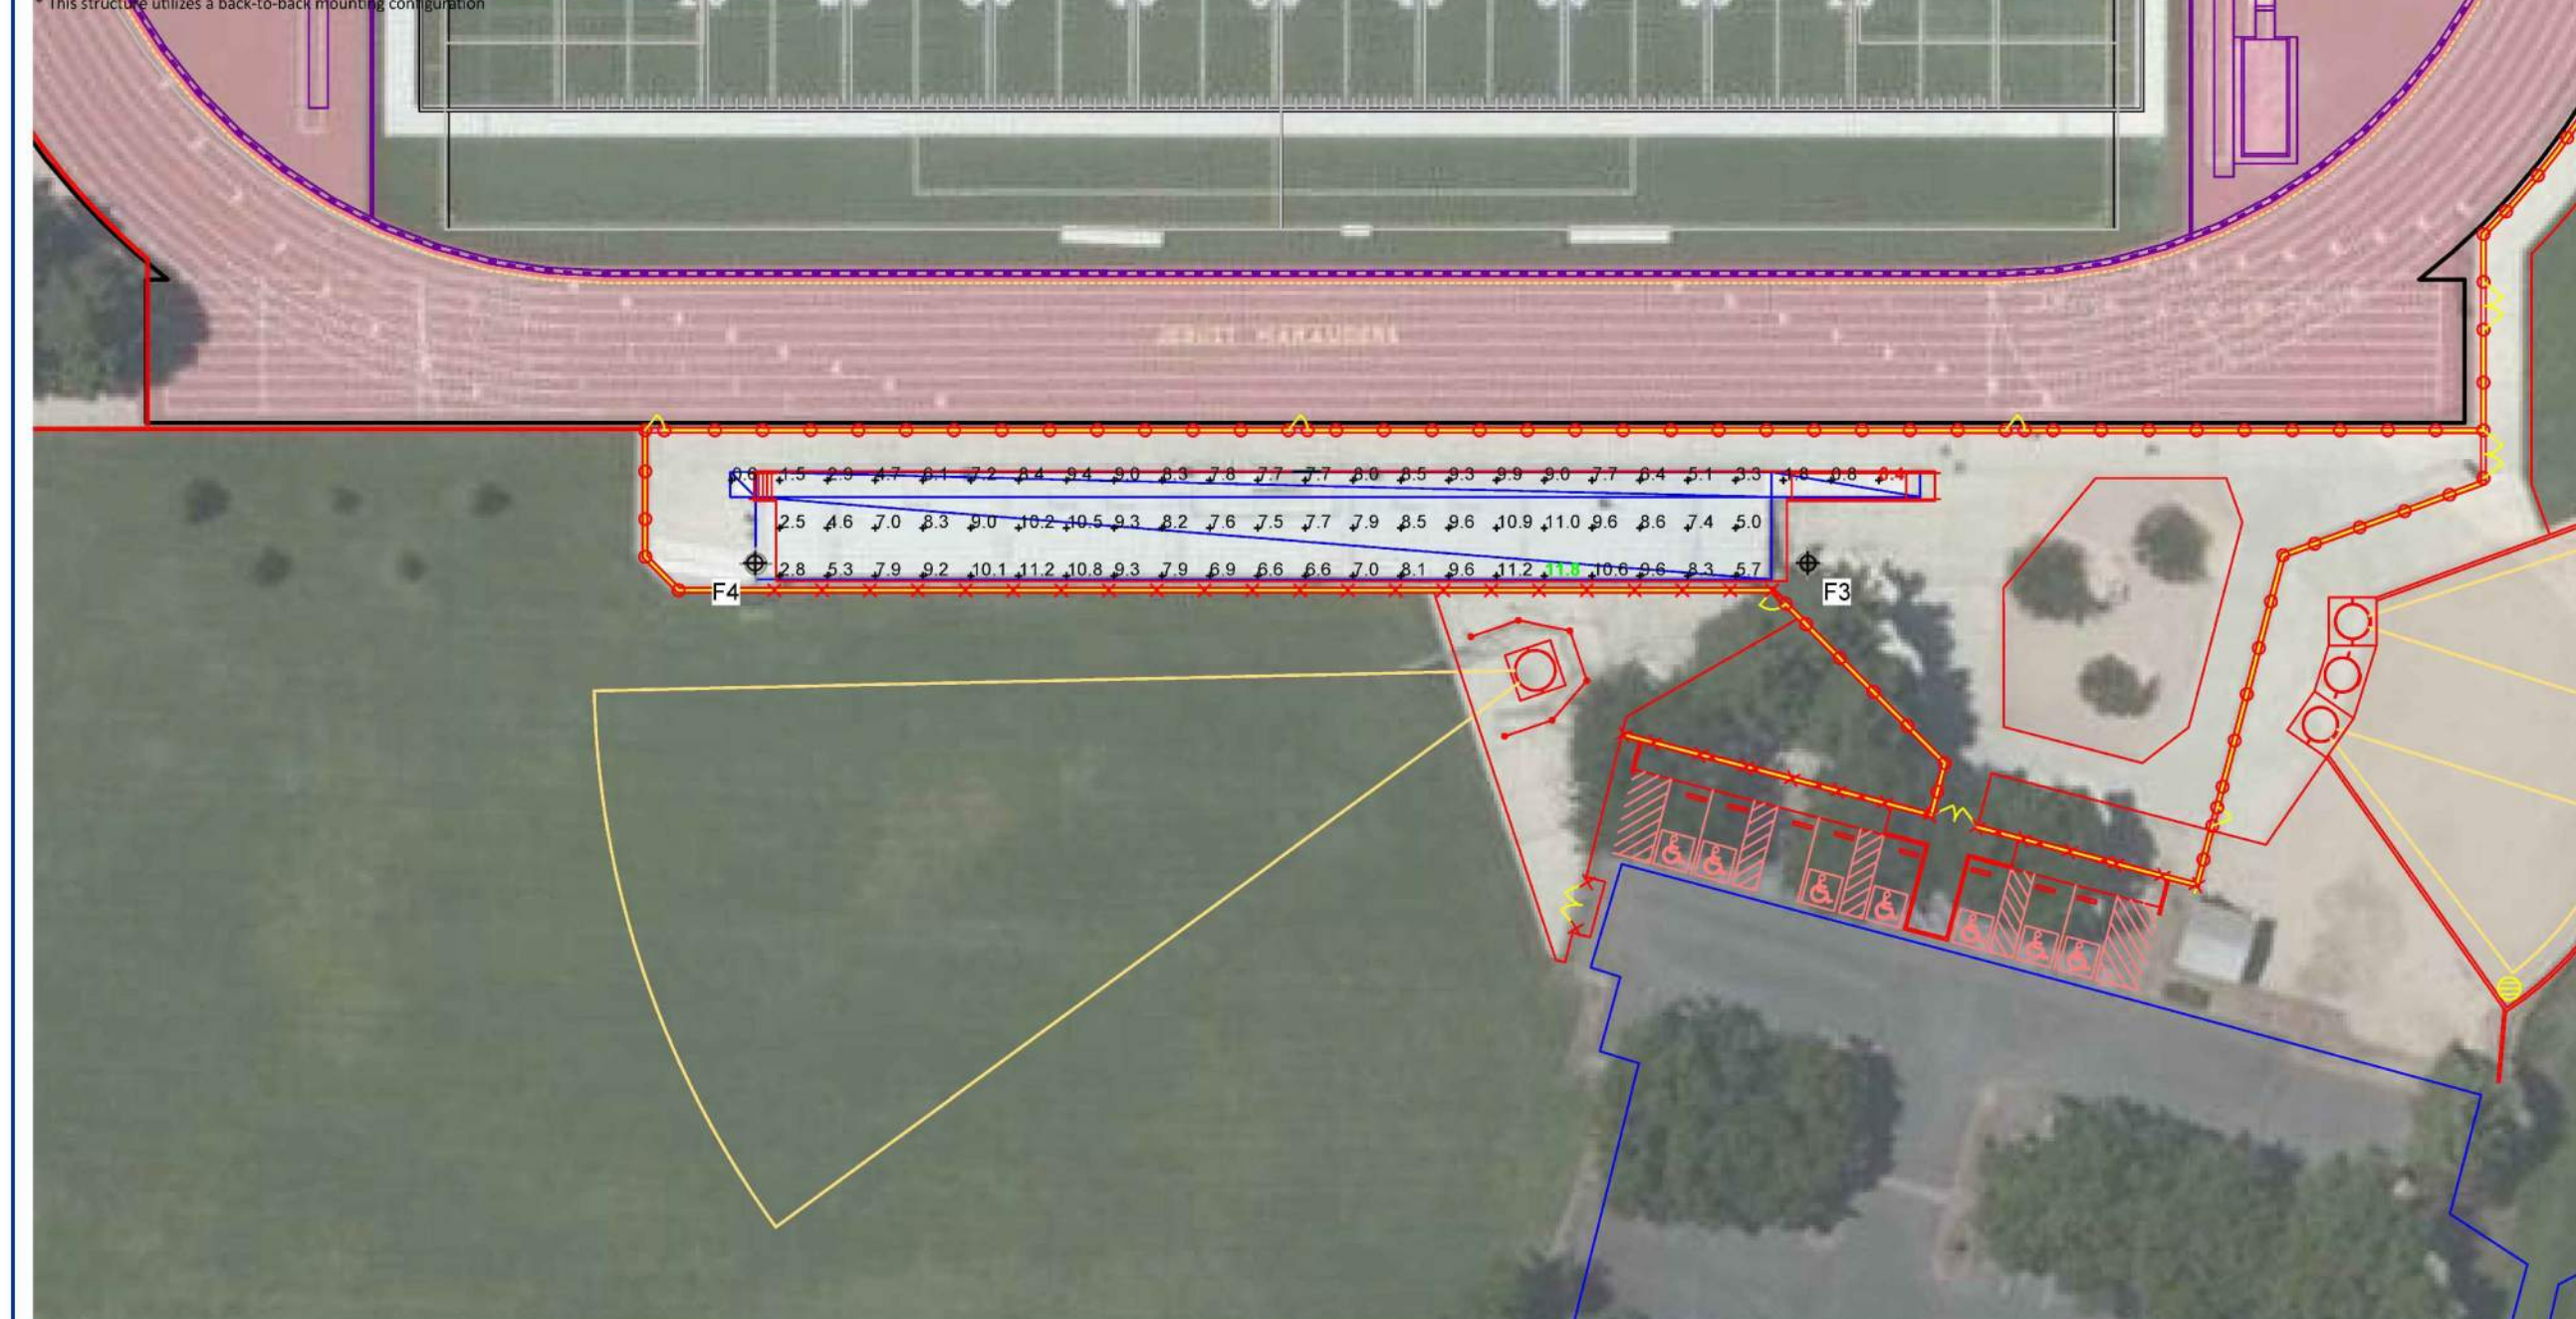 * This structure utilizes a back-to-back mounting configuration
JESUIT MARAUDERS
0.6 1.5 2.9 4.7 6.1 7.2 8.4 9.4 9.0 8.3 7.8 7.7 7.7 8.0 8.5 9.3 9.9 9.0 7.7 6.4 5.1 3.3 1.8 0.8 0.4
2.5 4.6 7.0 8.3 9.0 10.2 10.5 9.3 8.2 7.6 7.5 7.7 7.9 8.5 9.6 10.9 11.0 9.6 8.6 7.4 5.0
2.8 5.3 7.9 9.2 10.1 11.2 10.8 9.3 7.9 6.9 6.6 6.6 7.0 8.1 9.6 11.2 11.8 10.6 9.6 8.3 5.7
F4
F3